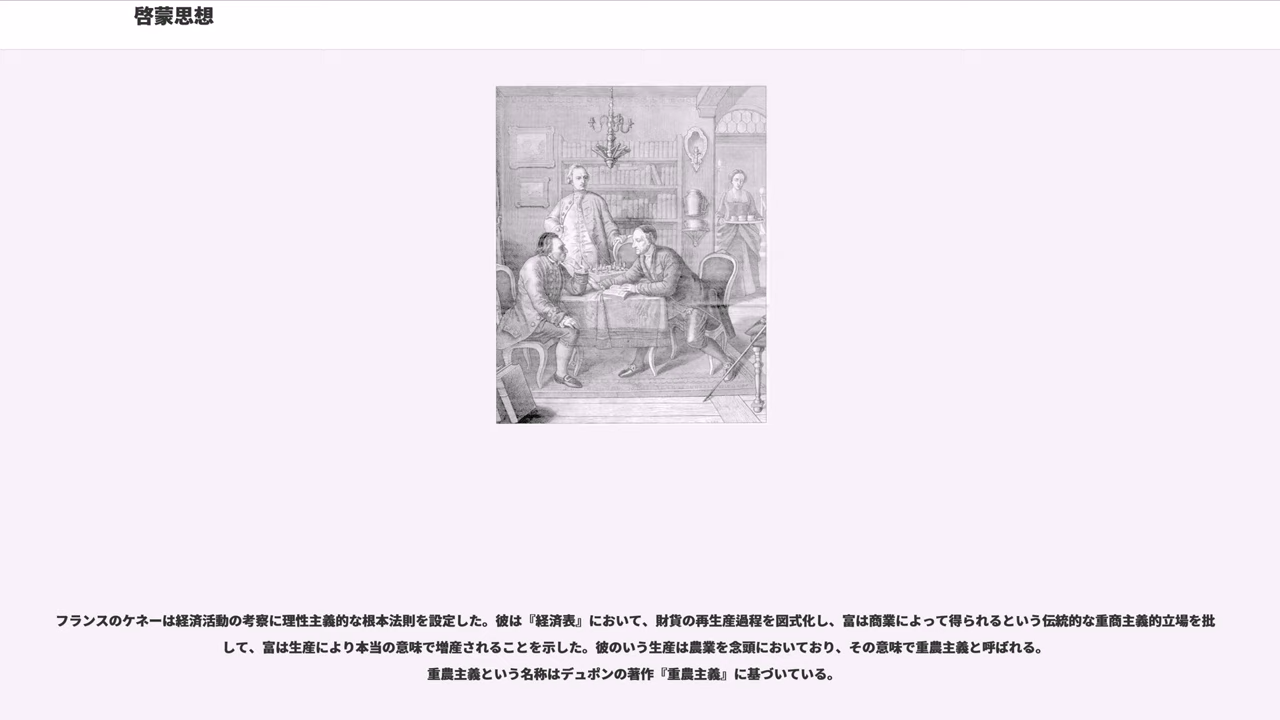 啓蒙思想
フランスのケネーは経済活動の考察に理性主義的な根本法則を設定した。彼は『経済表』において、財貨の再生産過程を図式化し、富は商業によって得られるという伝統的な重商主義的立場を批
して、富は生産により本当の意味で増産されることを示した。彼のいう生産は農業を念頭においており、その意味で重農主義と呼ばれる。
重農主義という名称はデュポンの著作『重農主義』に基づいている。